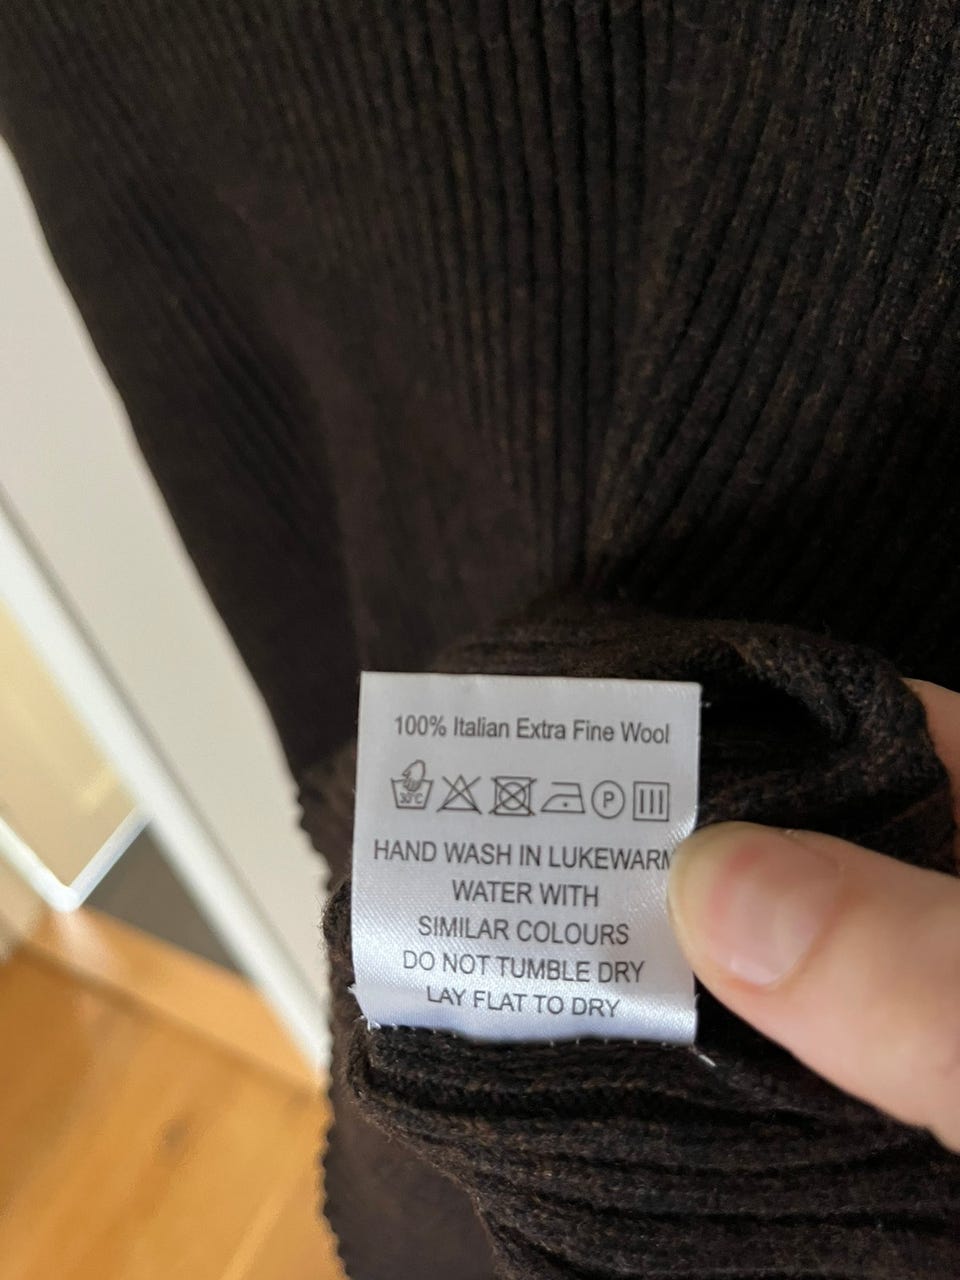 100% Italian Extra Fine Wool
30°C P
HAND WASH IN LUKEWARM
WATER WITH
SIMILAR COLOURS
DO NOT TUMBLE DRY
LAY FLAT TO DRY